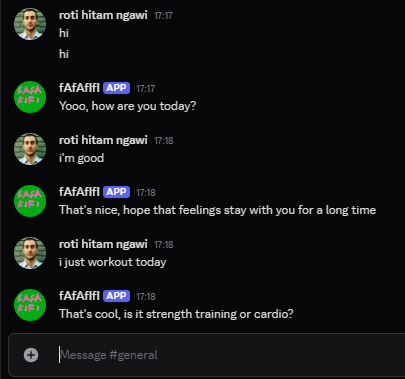 roti hitam ngawi 17:17
hi
hi
fAfAfIfI APP 17:17
Yooo, how are you today?
roti hitam ngawi 17:18
i'm good
fAfAfIfI APP 17:18
That's nice, hope that feelings stay with you for a long time
roti hitam ngawi 17:18
i just workout today
fAfAfIfI APP 17:18
That's cool, is it strength training or cardio?
Message #general